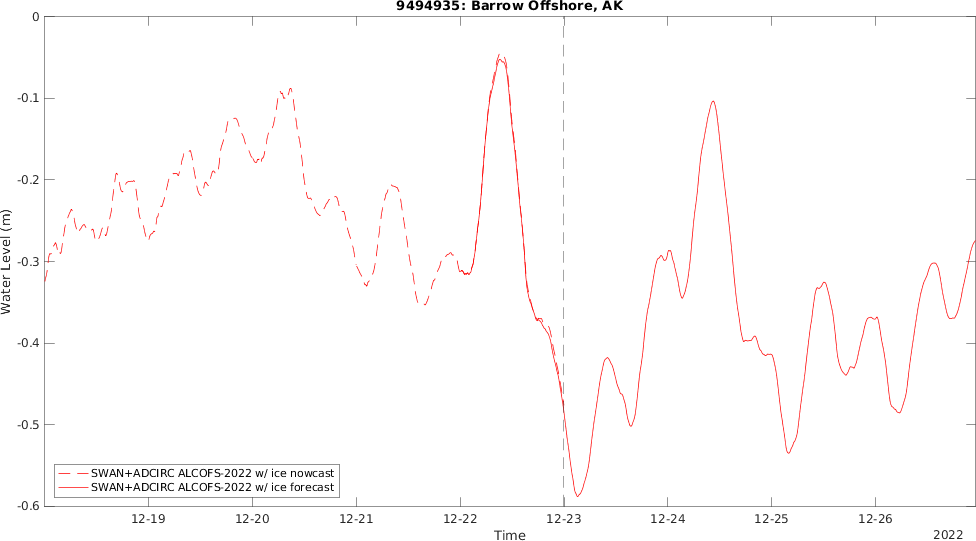 9494935: Barrow Offshore, AK
0
-0.1
-0.2
-0.3
-0.4
-0.5
-0.6
Water Level (m)
SWAN+ADCIRC ALCOFS-2022 w/ ice nowcast
SWAN+ADCIRC ALCOFS-2022 w/ ice forecast
12-19 12-20 12-21 12-22 12-23 12-24 12-25 12-26
Time
2022